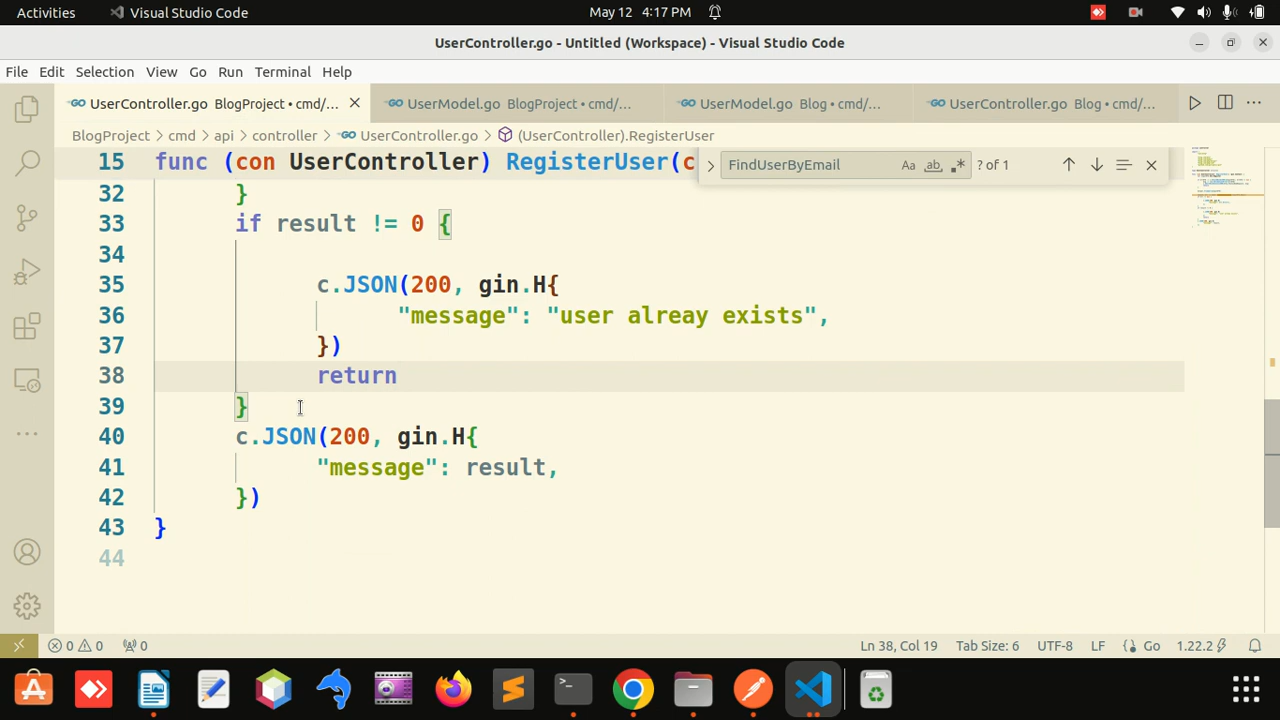 Activities Visual Studio Code May 12 4:17 PM
UserController.go - Untitled (Workspace) - Visual Studio Code
File Edit Selection View Go Run Terminal Help
UserController.go BlogProject • cmd/... UserModel.go BlogProject • cmd/... UserModel.go Blog • cmd/... UserController.go Blog • cmd/...
BlogProject > cmd > api > controller > UserController.go > (UserController).RegisterUser
15 func (con UserController) RegisterUser(c
FindUserByEmail Aa ab .* ? of 1
32 }
33 if result != 0 {
34
35 c.JSON(200, gin.H{
36 "message": "user alreay exists",
37 })
38 return
39 }
40 c.JSON(200, gin.H{
41 "message": result,
42 })
43 }
44
0 0 0 Ln 38, Col 19 Tab Size: 6 UTF-8 LF {} Go 1.22.2